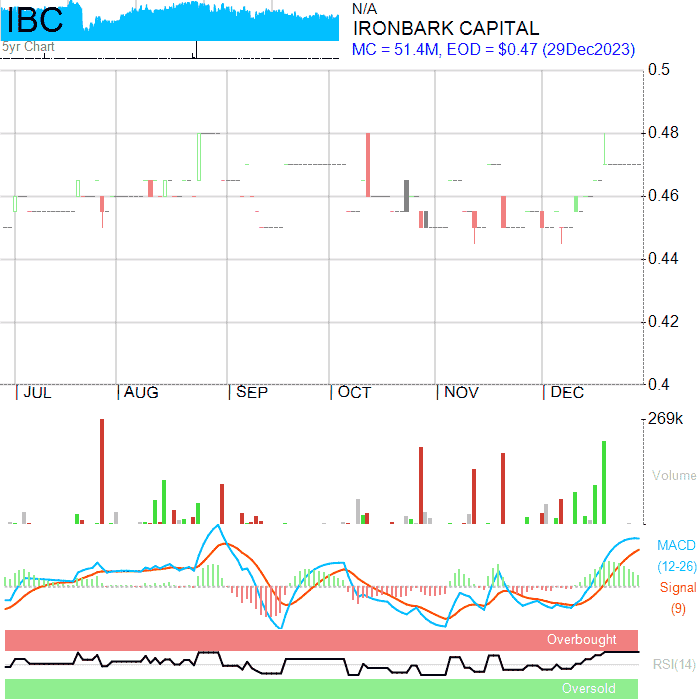 IBC
N/A
IRONBARK CAPITAL
5yr Chart
MC = 51.4M, EOD = $0.47 (29Dec2023)
0.5
0.48
0.46
0.44
0.42
0.4
JUL AUG SEP OCT NOV DEC
269k
Volume
MACD
(12-26)
Signal
(9)
Overbought
RSI(14)
Oversold